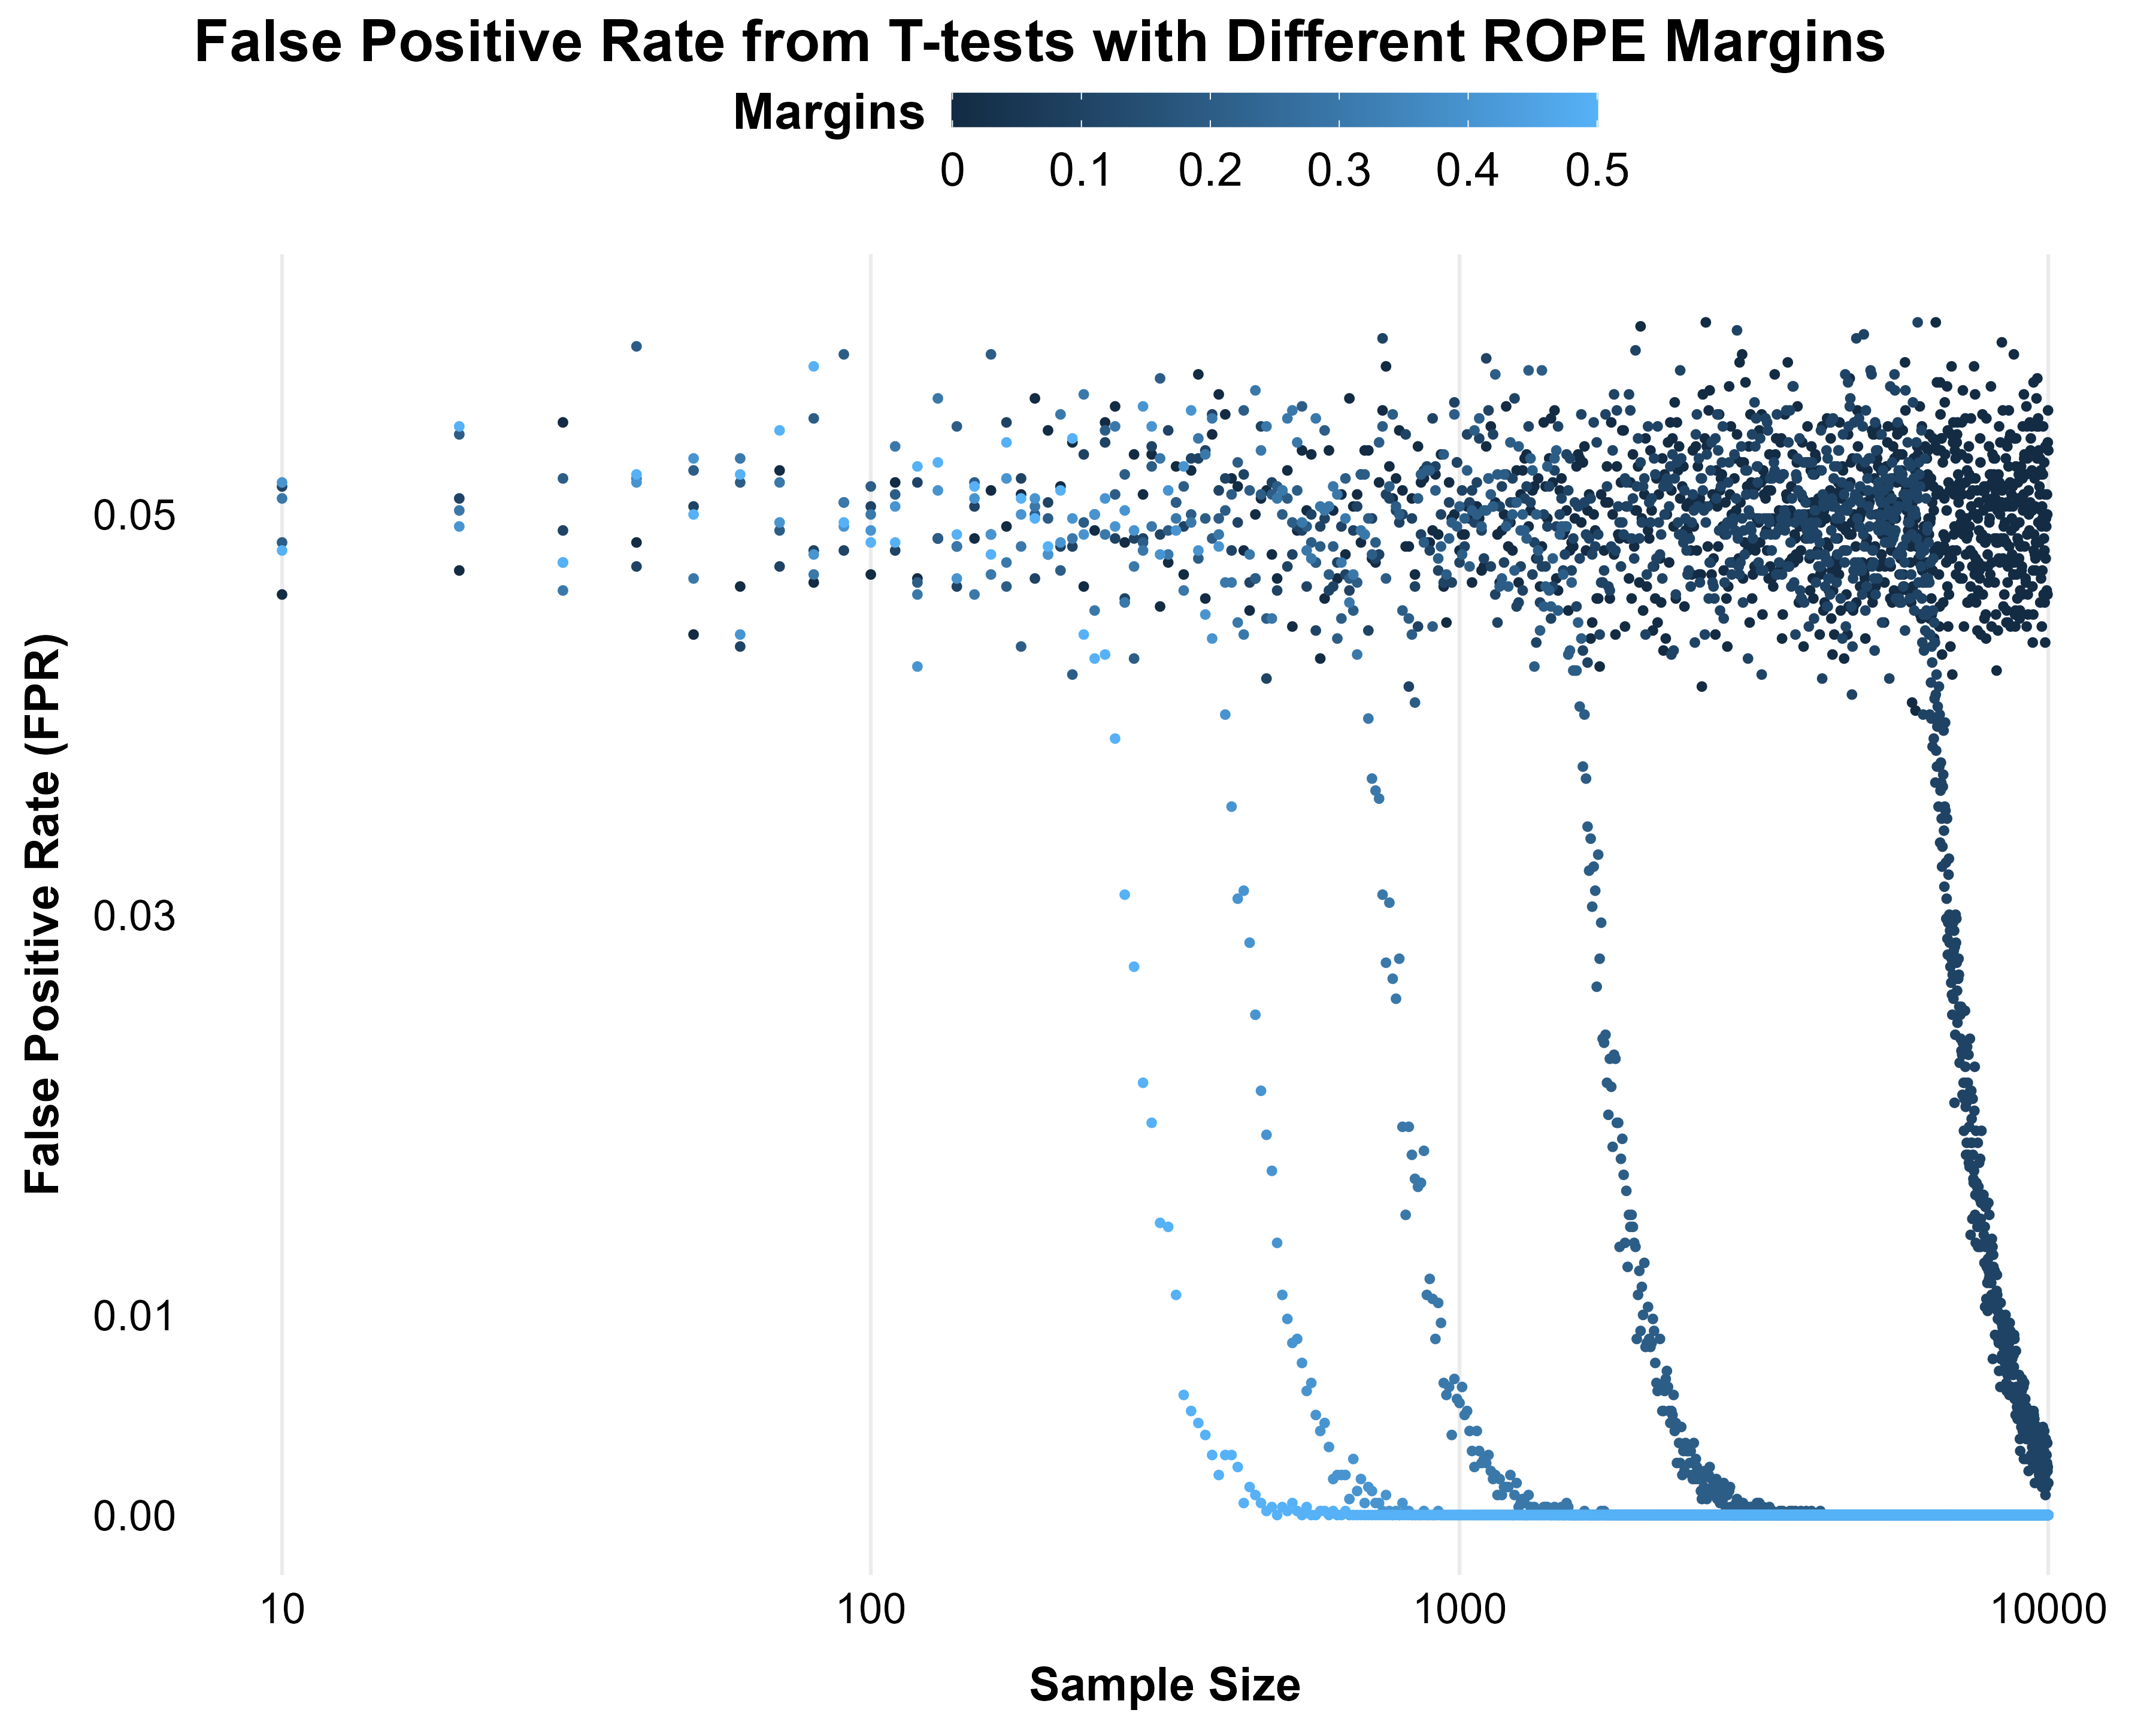 False Positive Rate from T-tests with Different ROPE Margins
Margins
0 0.1 0.2 0.3 0.4 0.5
False Positive Rate (FPR)
0.05
0.03
0.01
0.00
10 100 1000 10000
Sample Size